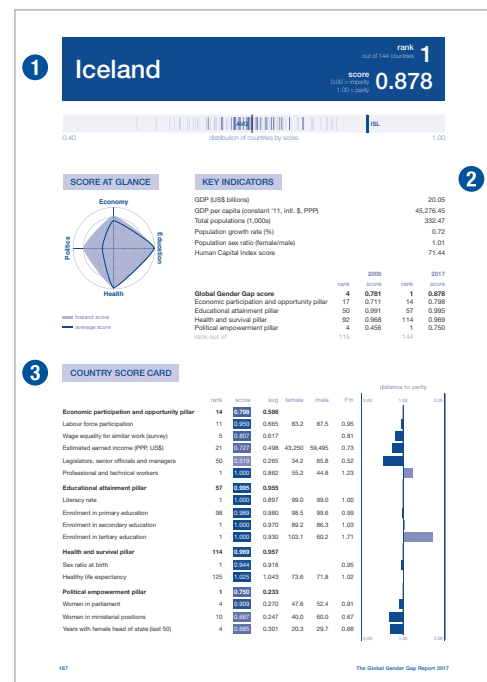 1
Iceland
rank
out of 144 countries
1
score
0.00 = imparity
1.00 = parity
0.878
AVG
ISL
0.40
distribution of countries by score
1.00
2
SCORE AT GLANCE
Economy
Politics
Education
Health
Iceland score
average score
KEY INDICATORS
GDP (US$ billions) 20.05
GDP per capita (constant '11, intl. $, PPP) 45,276.45
Total populations (1,000s) 332.47
Population growth rate (%) 0.72
Population sex ratio (female/male) 1.01
Human Capital Index score 71.44
2006 2017
rank score rank score
Global Gender Gap score 4 0.781 1 0.878
Economic participation and opportunity pillar 17 0.711 14 0.798
Educational attainment pillar 50 0.991 57 0.995
Health and survival pillar 92 0.968 114 0.969
Political empowerment pillar 4 0.456 1 0.750
rank out of 115 144
3
COUNTRY SCORE CARD
distance to parity
rank score avg female male f/m 0.00 1.00 2.00
Economic participation and opportunity pillar 14 0.798 0.586
Labour force participation 11 0.950 0.665 83.2 87.5 0.95
Wage equality for similar work (survey) 5 0.807 0.617 0.81
Estimated earned income (PPP, US$) 21 0.727 0.498 43,250 59,495 0.73
Legislators, senior officials and managers 50 0.519 0.265 34.2 65.8 0.52
Professional and technical workers 1 1.000 0.862 55.2 44.8 1.23
Educational attainment pillar 57 0.995 0.955
Literacy rate 1 1.000 0.897 99.0 99.0 1.00
Enrolment in primary education 98 0.989 0.980 98.5 99.6 0.99
Enrolment in secondary education 1 1.000 0.970 89.2 86.3 1.03
Enrolment in tertiary education 1 1.000 0.930 103.1 60.2 1.71
Health and survival pillar 114 0.969 0.957
Sex ratio at birth 1 0.944 0.918 0.95
Healthy life expectancy 125 1.025 1.043 73.6 71.8 1.02
Political empowerment pillar 1 0.750 0.233
Women in parliament 4 0.909 0.270 47.6 52.4 0.91
Women in ministerial positions 10 0.667 0.247 40.0 60.0 0.67
Years with female head of state (last 50) 4 0.685 0.301 20.3 29.7 0.68
0.00 1.00 2.00
167
The Global Gender Gap Report 2017